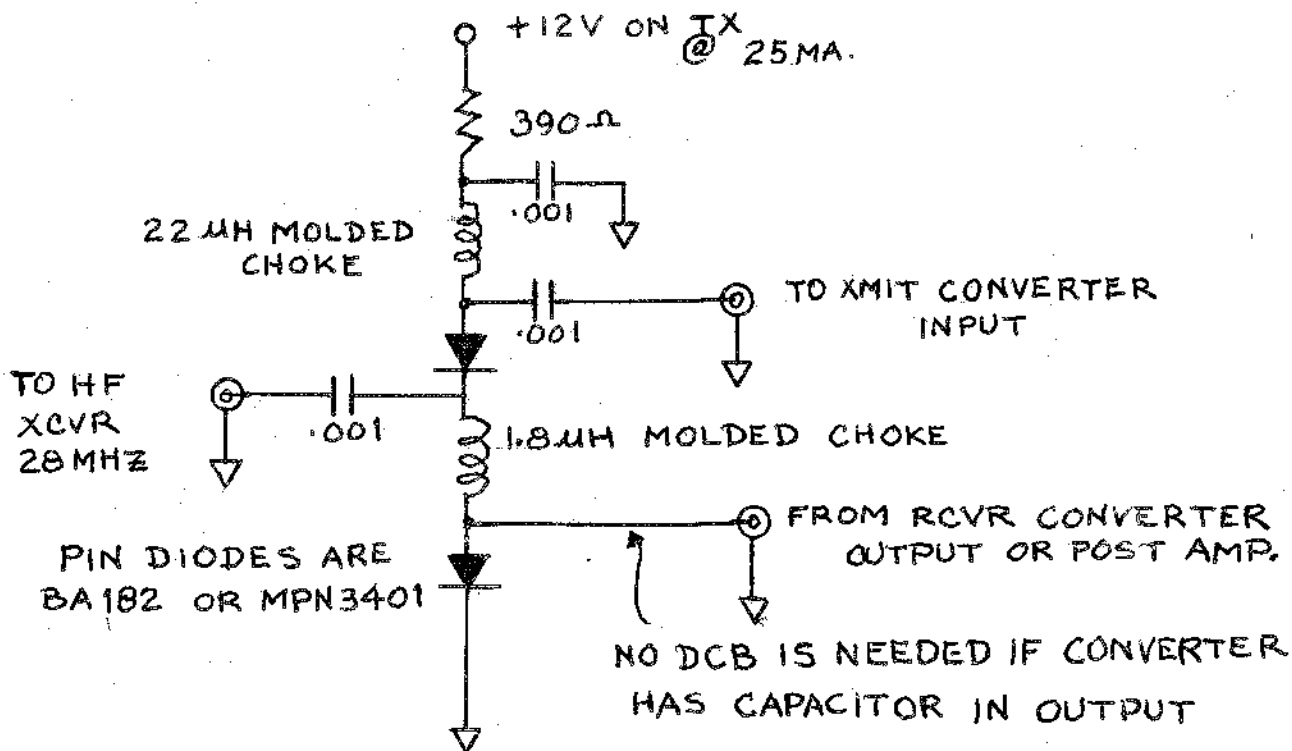 +12V ON TX
@ 25MA.
390Ω
.001
22 µH MOLDED
CHOKE
.001
TO XMIT CONVERTER
INPUT
TO HF
XCVR
28MHZ
.001
1.8µH MOLDED CHOKE
FROM RCVR CONVERTER
OUTPUT OR POST AMP.
PIN DIODES ARE
BA182 OR MPN3401
NO DCB IS NEEDED IF CONVERTER
HAS CAPACITOR IN OUTPUT